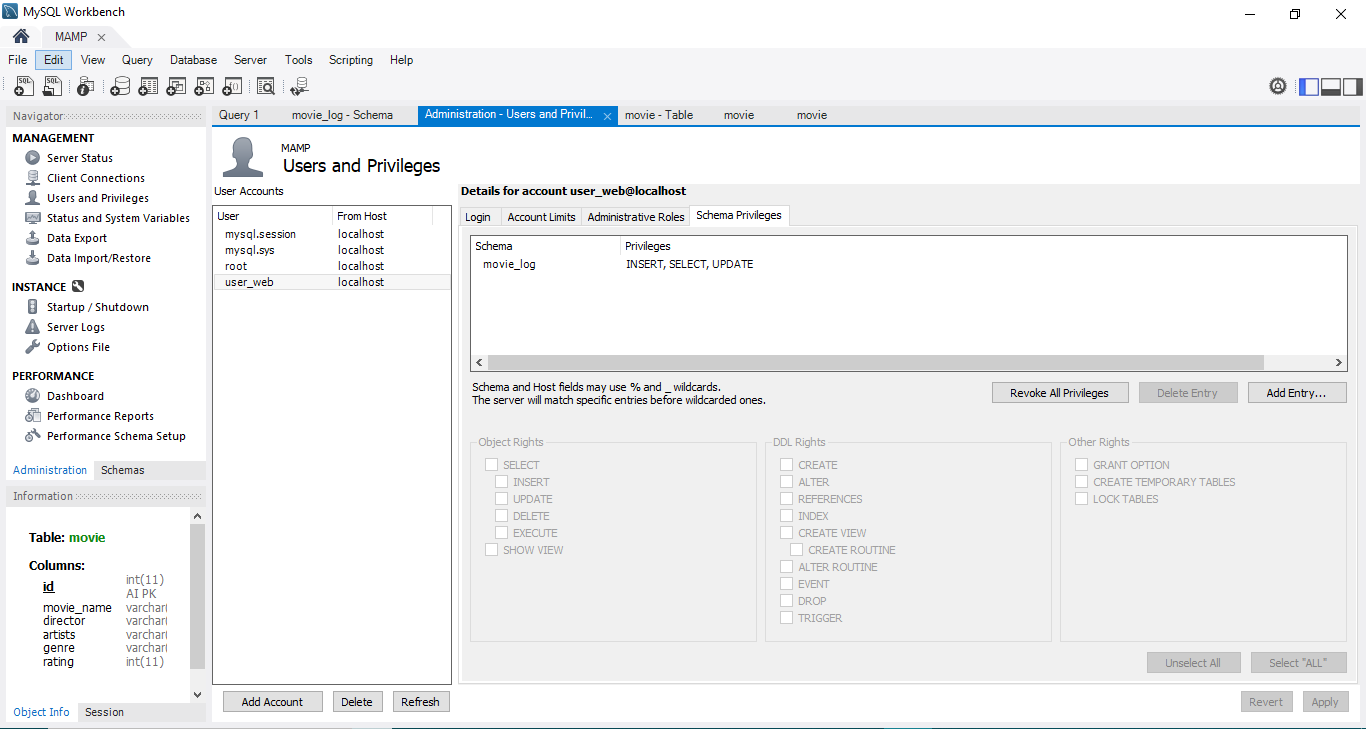 MySQL Workbench
MAMP
File Edit View Query Database Server Tools Scripting Help
Navigator
MANAGEMENT
Server Status
Client Connections
Users and Privileges
Status and System Variables
Data Export
Data Import/Restore
INSTANCE
Startup / Shutdown
Server Logs
Options File
PERFORMANCE
Dashboard
Performance Reports
Performance Schema Setup
Administration Schemas
Information
Table: movie
Columns:
id int(11)
AI PK
movie_name varchar(
director varchar(
artists varchar(
genre varchar(
rating int(11)
Object Info Session
Query 1 movie_log - Schema Administration - Users and Privil... movie - Table movie movie
MAMP
Users and Privileges
User Accounts
User From Host
mysql.session localhost
mysql.sys localhost
root localhost
user_web localhost
Add Account Delete Refresh
Details for account user_web@localhost
Login Account Limits Administrative Roles Schema Privileges
Schema Privileges
movie_log INSERT, SELECT, UPDATE
Schema and Host fields may use % and _ wildcards.
The server will match specific entries before wildcarded ones.
Revoke All Privileges Delete Entry Add Entry...
Object Rights
SELECT
INSERT
UPDATE
DELETE
EXECUTE
SHOW VIEW
DDL Rights
CREATE
ALTER
REFERENCES
INDEX
CREATE VIEW
CREATE ROUTINE
ALTER ROUTINE
EVENT
DROP
TRIGGER
Other Rights
GRANT OPTION
CREATE TEMPORARY TABLES
LOCK TABLES
Unselect All Select "ALL"
Revert Apply